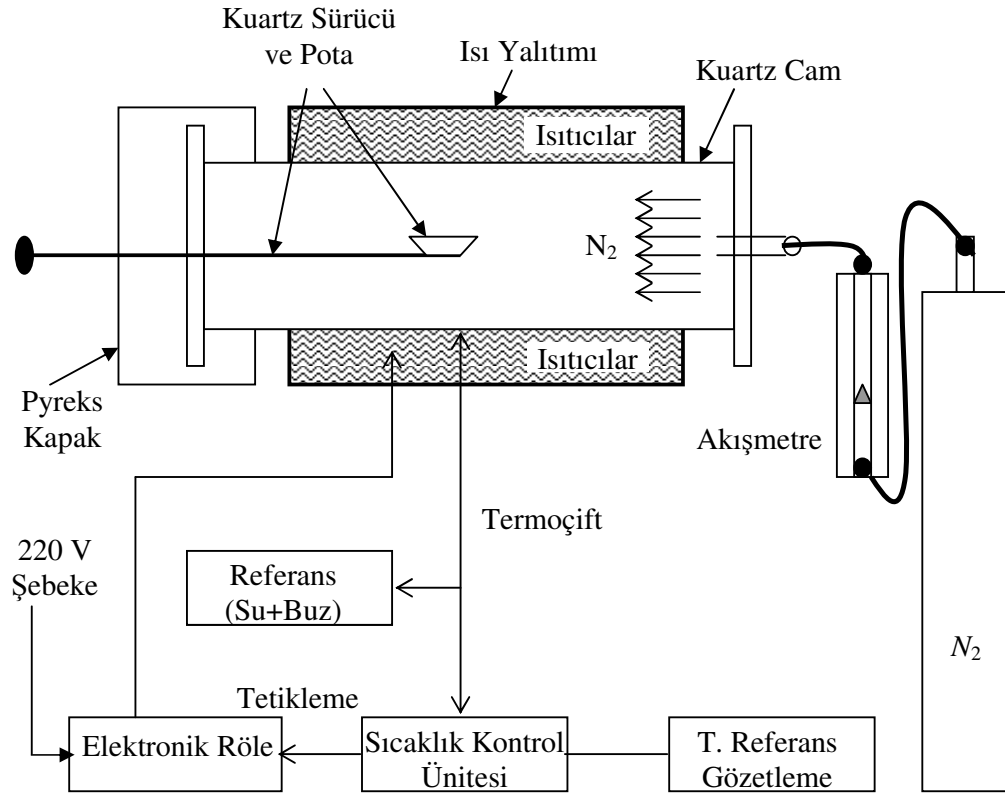 Kuartz Sürücü
ve Pota
Isı Yalıtımı
Kuartz Cam
Isıtıcılar
N₂
Isıtıcılar
Pyreks
Kapak
Akışmetre
Termoçift
220 V
Şebeke
Referans
(Su+Buz)
N₂
Tetikleme
Elektronik Röle
Sıcaklık Kontrol
Ünitesi
T. Referans
Gözetleme